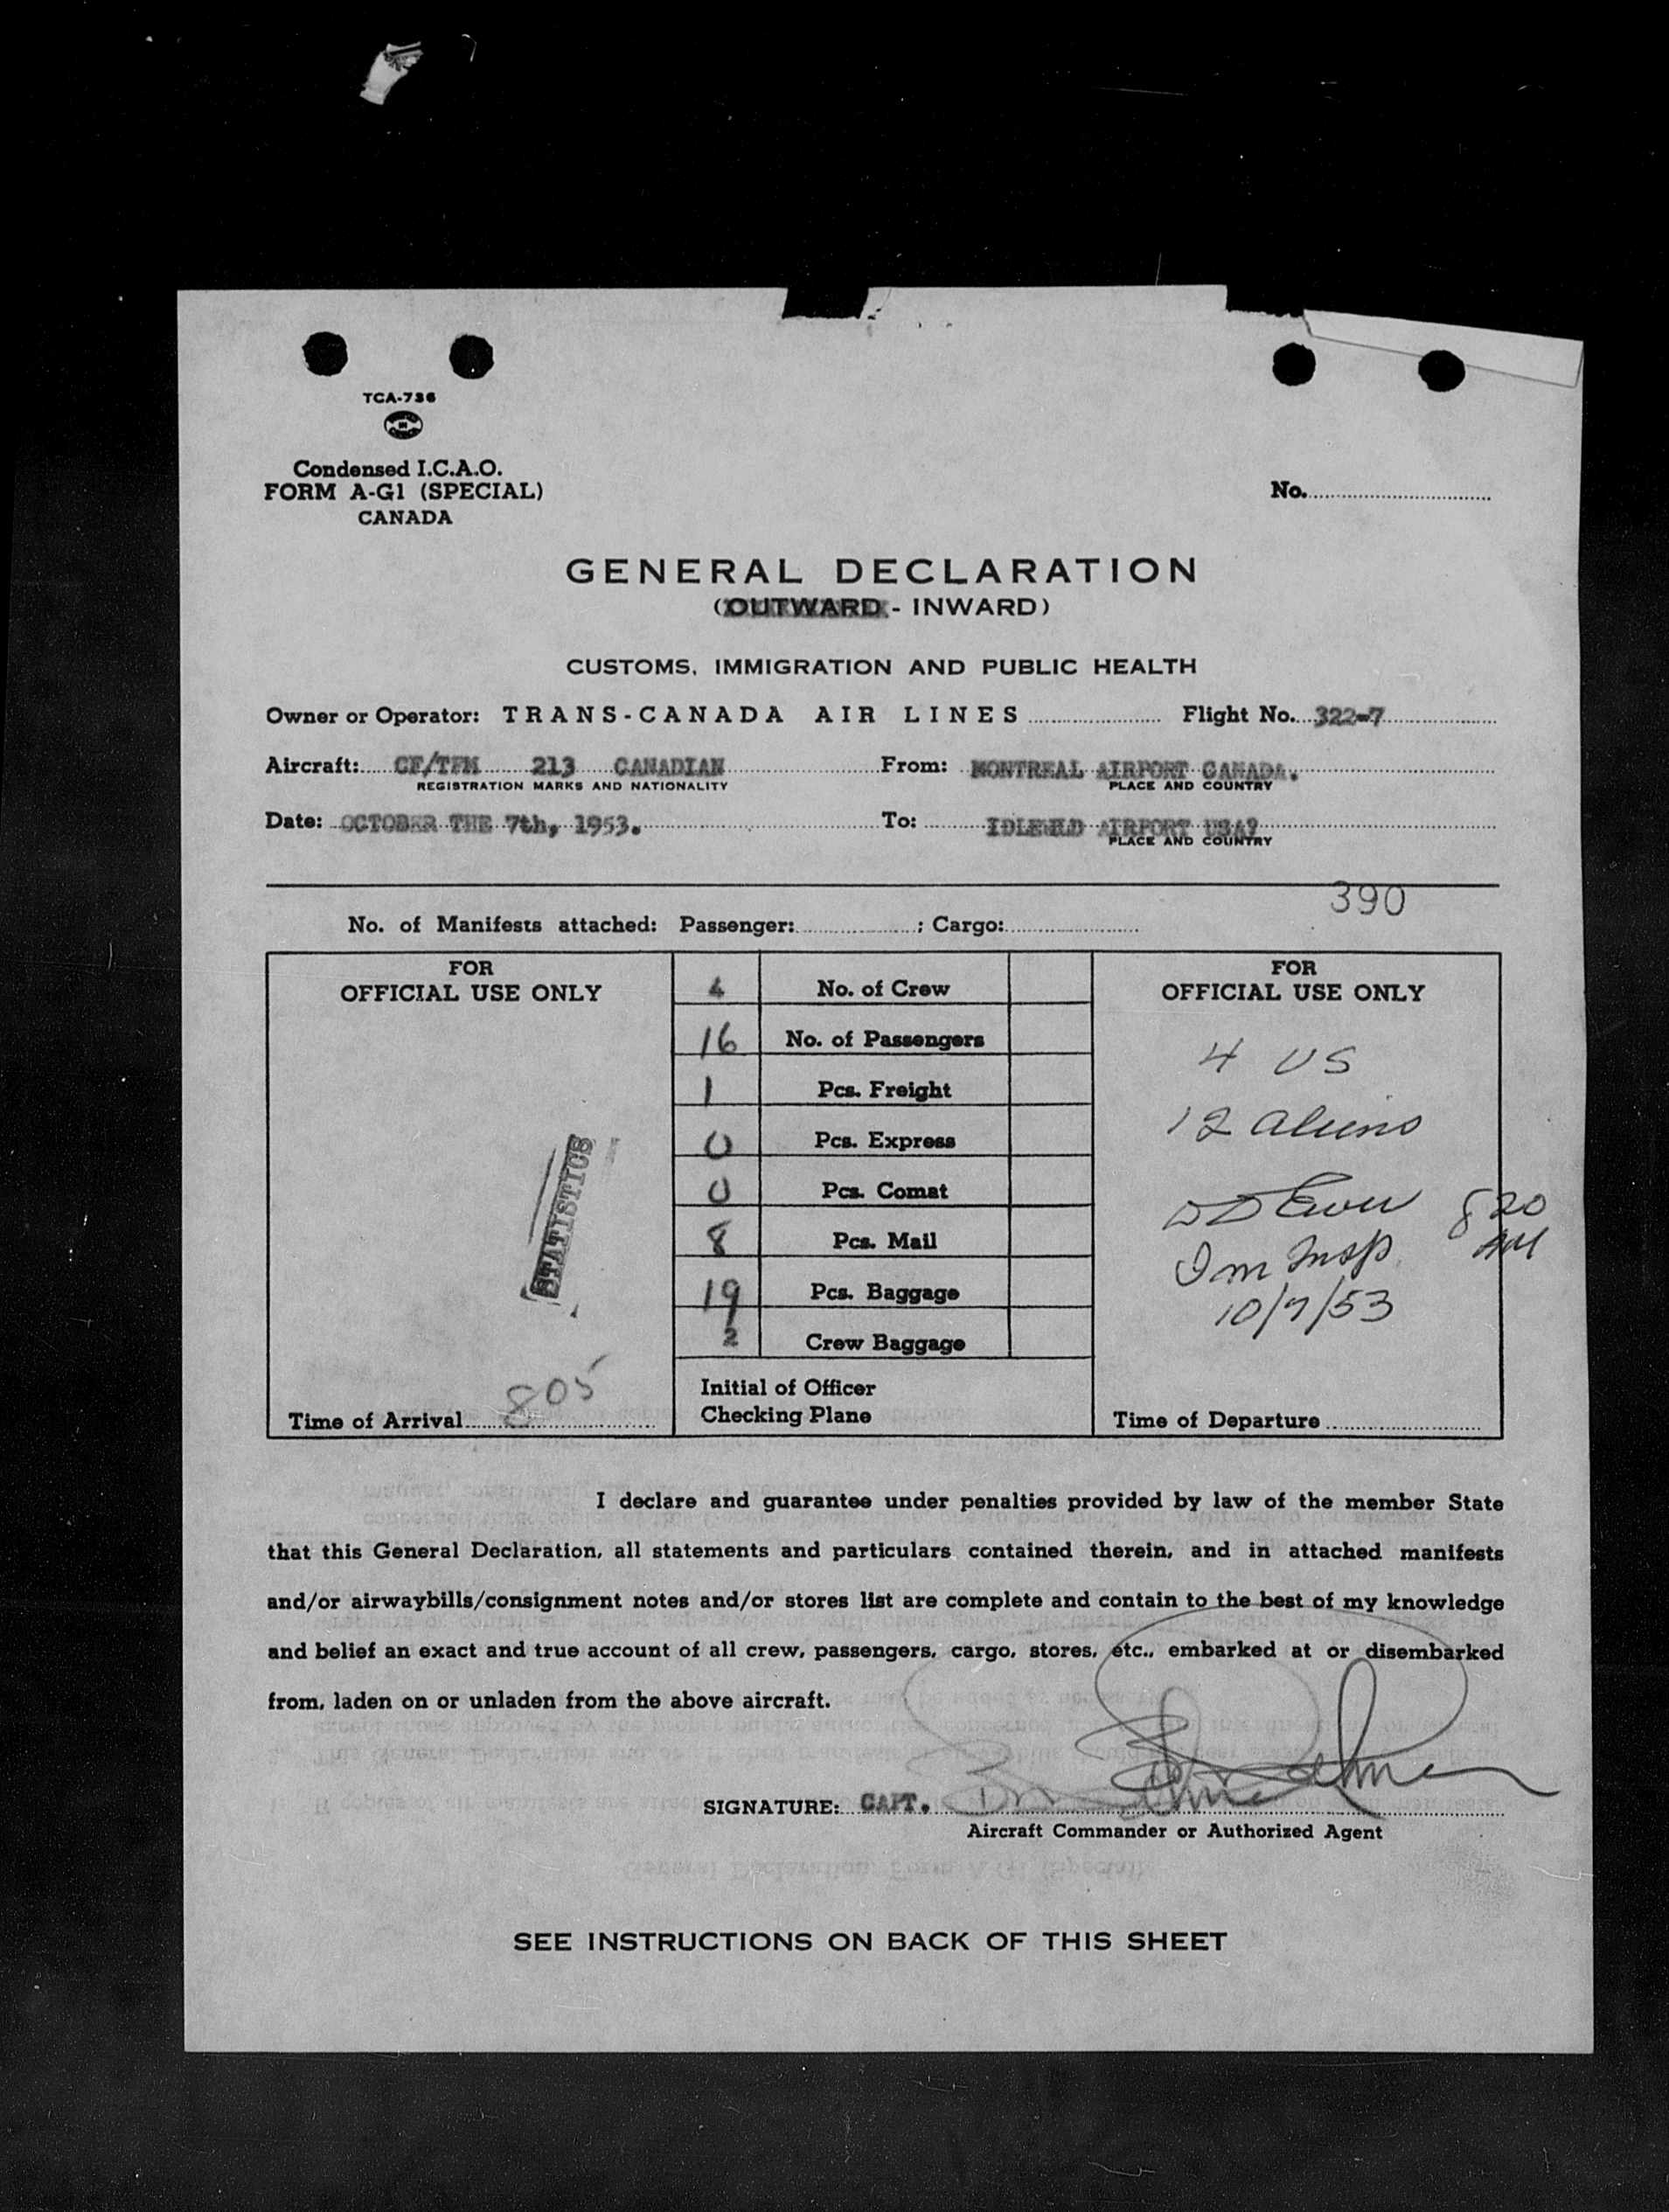 TCA-736
Condensed I.C.A.O.
FORM A-G1 (SPECIAL)
CANADA
No.
GENERAL DECLARATION
(OUTWARD - INWARD)
CUSTOMS, IMMIGRATION AND PUBLIC HEALTH
Owner or Operator: TRANS-CANADA AIR LINES Flight No. 322-7
Aircraft: CF/TFM 213 CANADIAN From: MONTREAL AIRPORT CANADA.
REGISTRATION MARKS AND NATIONALITY PLACE AND COUNTRY
Date: OCTOBER THE 7th, 1953. To: IDLEWILD AIRPORT USA?
PLACE AND COUNTRY
390
No. of Manifests attached: Passenger: ; Cargo:
FOR
OFFICIAL USE ONLY
STATISTICS
Time of Arrival 805
4 No. of Crew
16 No. of Passengers
1 Pcs. Freight
0 Pcs. Express
0 Pcs. Comat
8 Pcs. Mail
19 Pcs. Baggage
2 Crew Baggage
Initial of Officer
Checking Plane
FOR
OFFICIAL USE ONLY
4 US
12 aliens
820
AM
Im Insp.
10/7/53
Time of Departure
I declare and guarantee under penalties provided by law of the member State
that this General Declaration, all statements and particulars contained therein, and in attached manifests
and/or airwaybills/consignment notes and/or stores list are complete and contain to the best of my knowledge
and belief an exact and true account of all crew, passengers, cargo, stores, etc., embarked at or disembarked
from, laden on or unladen from the above aircraft.
SIGNATURE: CAPT.
Aircraft Commander or Authorized Agent
SEE INSTRUCTIONS ON BACK OF THIS SHEET